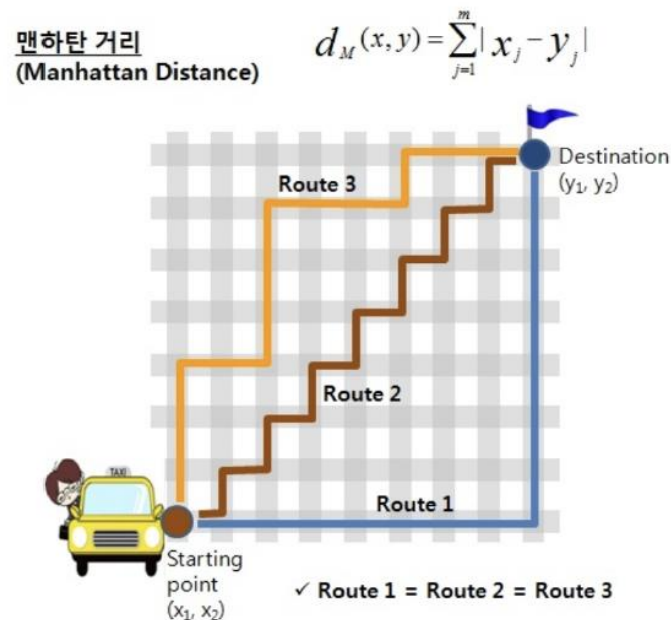 맨하탄 거리
(Manhattan Distance)
d_M(x, y) = \sum_{j=1}^{m} | x_j - y_j |
Destination
(y₁, y₂)
Route 3
Route 2
Route 1
TAXI
Starting
point
(x₁, x₂)
✓ Route 1 = Route 2 = Route 3